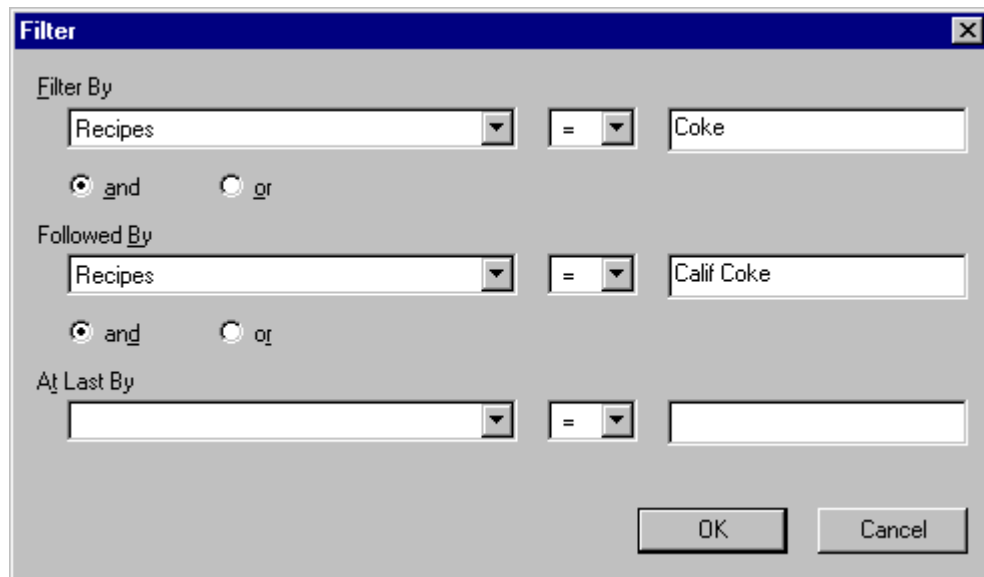 Filter
Filter By
Recipes = Coke
and or
Followed By
Recipes = Calif Coke
and or
At Last By
=
OK Cancel